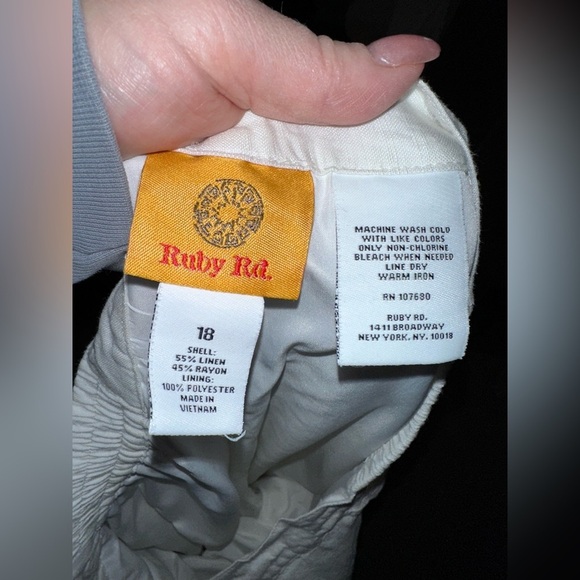 Ruby Rd.
18
SHELL:
55% LINEN
45% RAYON
LINING:
100% POLYESTER
MADE IN
VIETNAM
MACHINE WASH COLD
WITH LIKE COLORS
ONLY NON-CHLORINE
BLEACH WHEN NEEDED
LINE DRY
WARM IRON
RN 107680
RUBY RD.
1411 BROADWAY
NEW YORK, NY. 10018